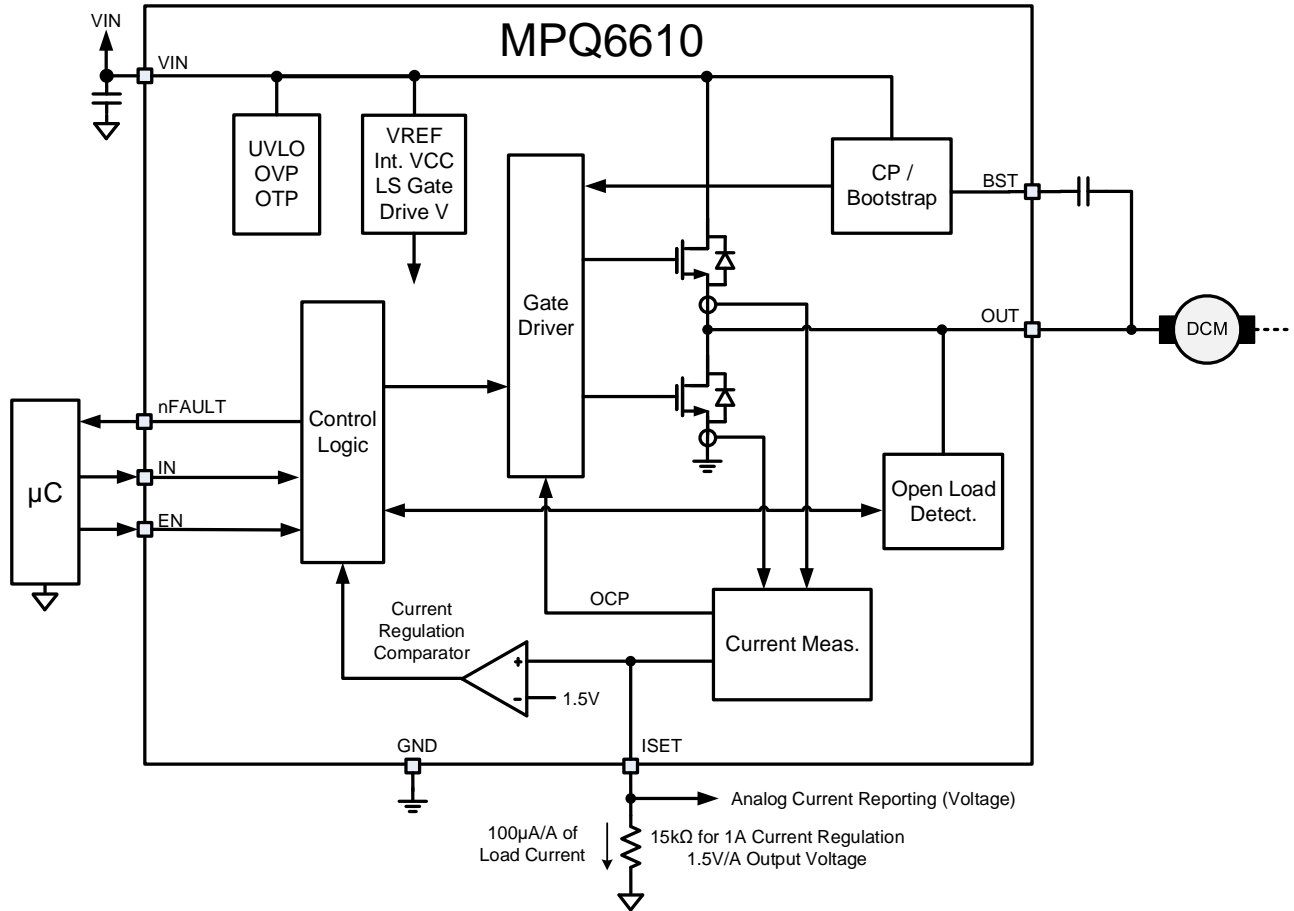 MPQ6610
VIN
VIN
UVLO
OVP
OTP
VREF
Int. VCC
LS Gate
Drive V
CP /
Bootstrap
BST
Gate
Driver
OUT
DCM
nFAULT
Control
Logic
IN
µC
EN
Open Load
Detect.
OCP
Current
Regulation
Comparator
+
-
1.5V
Current Meas.
GND
ISET
Analog Current Reporting (Voltage)
100µA/A of
Load Current
15kΩ for 1A Current Regulation
1.5V/A Output Voltage